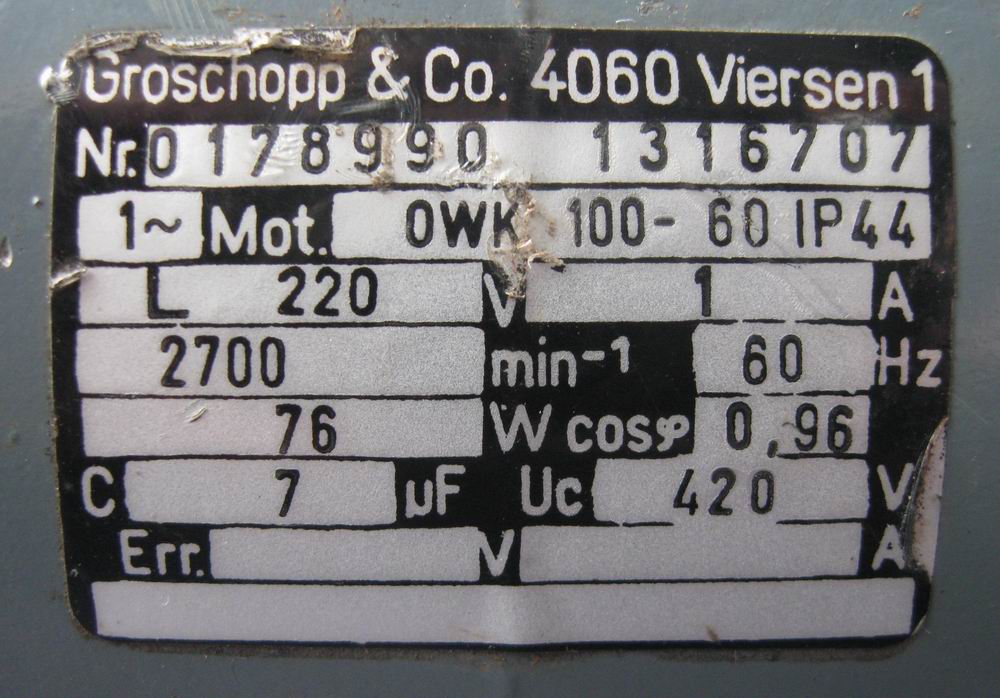 Groschopp & Co. 4060 Viersen 1
Nr. 0178990 1316707
1~ Mot. OWK 100-60 IP44
L 220 V 1 A
2700 min-1 60 Hz
76 W cosφ 0,96
C 7 µF Uc 420 V
Err. V A